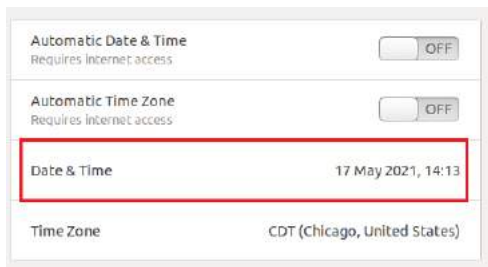 Automatic Date & Time
Requires internet access
OFF
Automatic Time Zone
Requires internet access
OFF
Date & Time 17 May 2021, 14:13
Time Zone CDT (Chicago, United States)